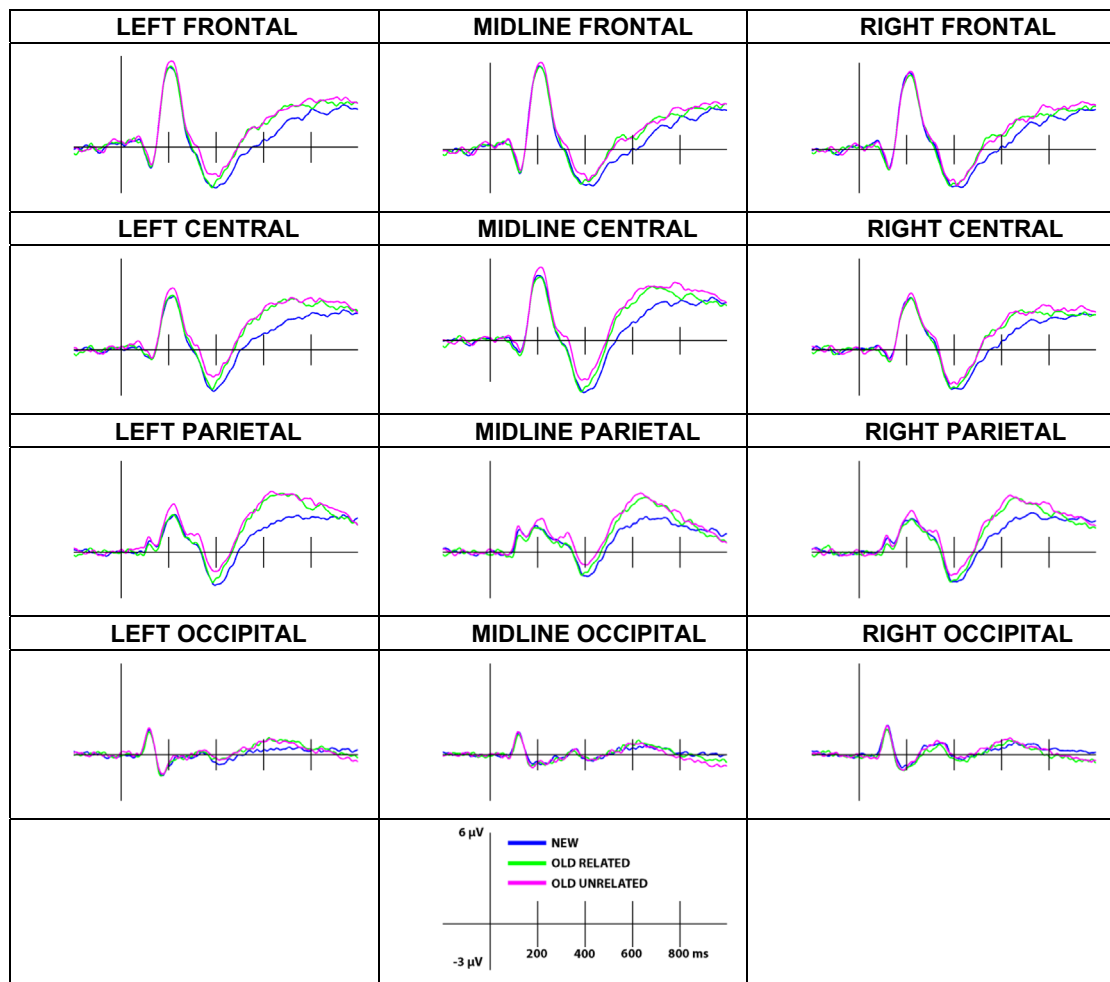 LEFT FRONTAL MIDLINE FRONTAL RIGHT FRONTAL
LEFT CENTRAL MIDLINE CENTRAL RIGHT CENTRAL
LEFT PARIETAL MIDLINE PARIETAL RIGHT PARIETAL
LEFT OCCIPITAL MIDLINE OCCIPITAL RIGHT OCCIPITAL
6 µV
NEW
OLD RELATED
OLD UNRELATED
200 400 600 800 ms
-3 µV